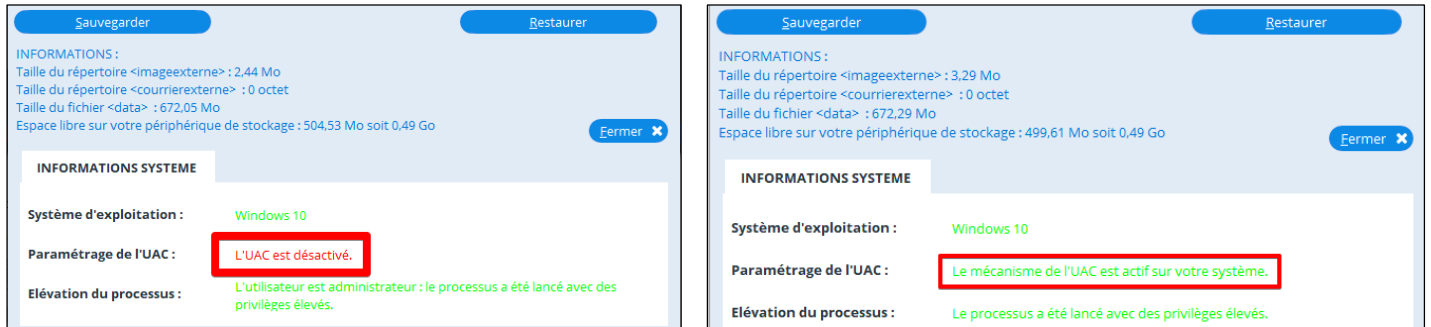 Sauvegarder
Restaurer
INFORMATIONS :
Taille du répertoire <imageexterne> : 2,44 Mo
Taille du répertoire <courrierexterne> : 0 octet
Taille du fichier <data> : 672,05 Mo
Espace libre sur votre périphérique de stockage : 504,53 Mo soit 0,49 Go
Fermer
INFORMATIONS SYSTEME
Système d'exploitation :
Windows 10
Paramétrage de l'UAC :
L'UAC est désactivé.
Elévation du processus :
L'utilisateur est administrateur : le processus a été lancé avec des
privilèges élevés.
Sauvegarder
Restaurer
INFORMATIONS :
Taille du répertoire <imageexterne> : 3,29 Mo
Taille du répertoire <courrierexterne> : 0 octet
Taille du fichier <data> : 672,29 Mo
Espace libre sur votre périphérique de stockage : 499,61 Mo soit 0,49 Go
Fermer
INFORMATIONS SYSTEME
Système d'exploitation :
Windows 10
Paramétrage de l'UAC :
Le mécanisme de l'UAC est actif sur votre système.
Elévation du processus :
Le processus a été lancé avec des privilèges élevés.